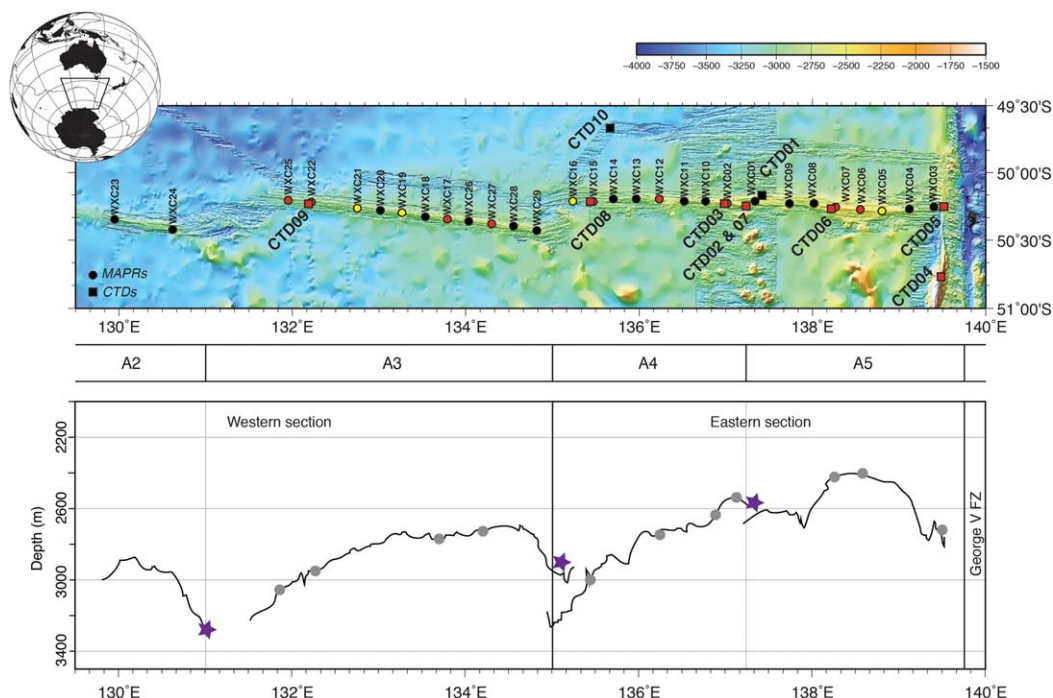 −4000 −3750 −3500 −3250 −3000 −2750 −2500 −2250 −2000 −1750 −1500
49°30'S
50°00'S
50°30'S
51°00'S
WXC23
WXC24
WXC25
WXC22
CTD09
WXC21
WXC20
WXC19
WXC18
WXC17
WXC26
WXC27
WXC28
WXC29
WXC16
WXC15
CTD08
CTD10
WXC14
WXC13
WXC12
WXC11
WXC10
WXC02
CTD03
WXC01
CTD02 & 07
CTD01
WXC09
WXC08
WXC07
CTD06
WXC06
WXC05
WXC04
WXC03
CTD05
CTD04
MAPRs
CTDs
130°E 132°E 134°E 136°E 138°E 140°E
A2 A3 A4 A5
Western section Eastern section
Depth (m)
2200
2600
3000
3400
George V FZ
130°E 132°E 134°E 136°E 138°E 140°E